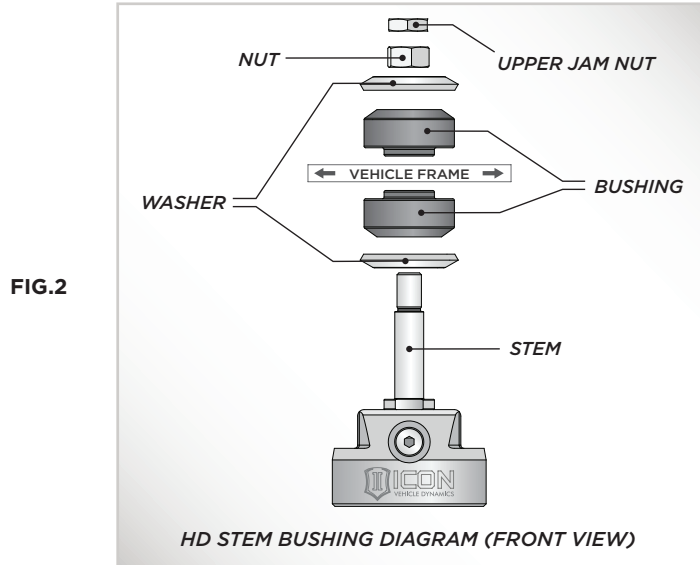 NUT
UPPER JAM NUT
VEHICLE FRAME
WASHER
BUSHING
FIG.2
STEM
ICON
VEHICLE DYNAMICS
HD STEM BUSHING DIAGRAM (FRONT VIEW)